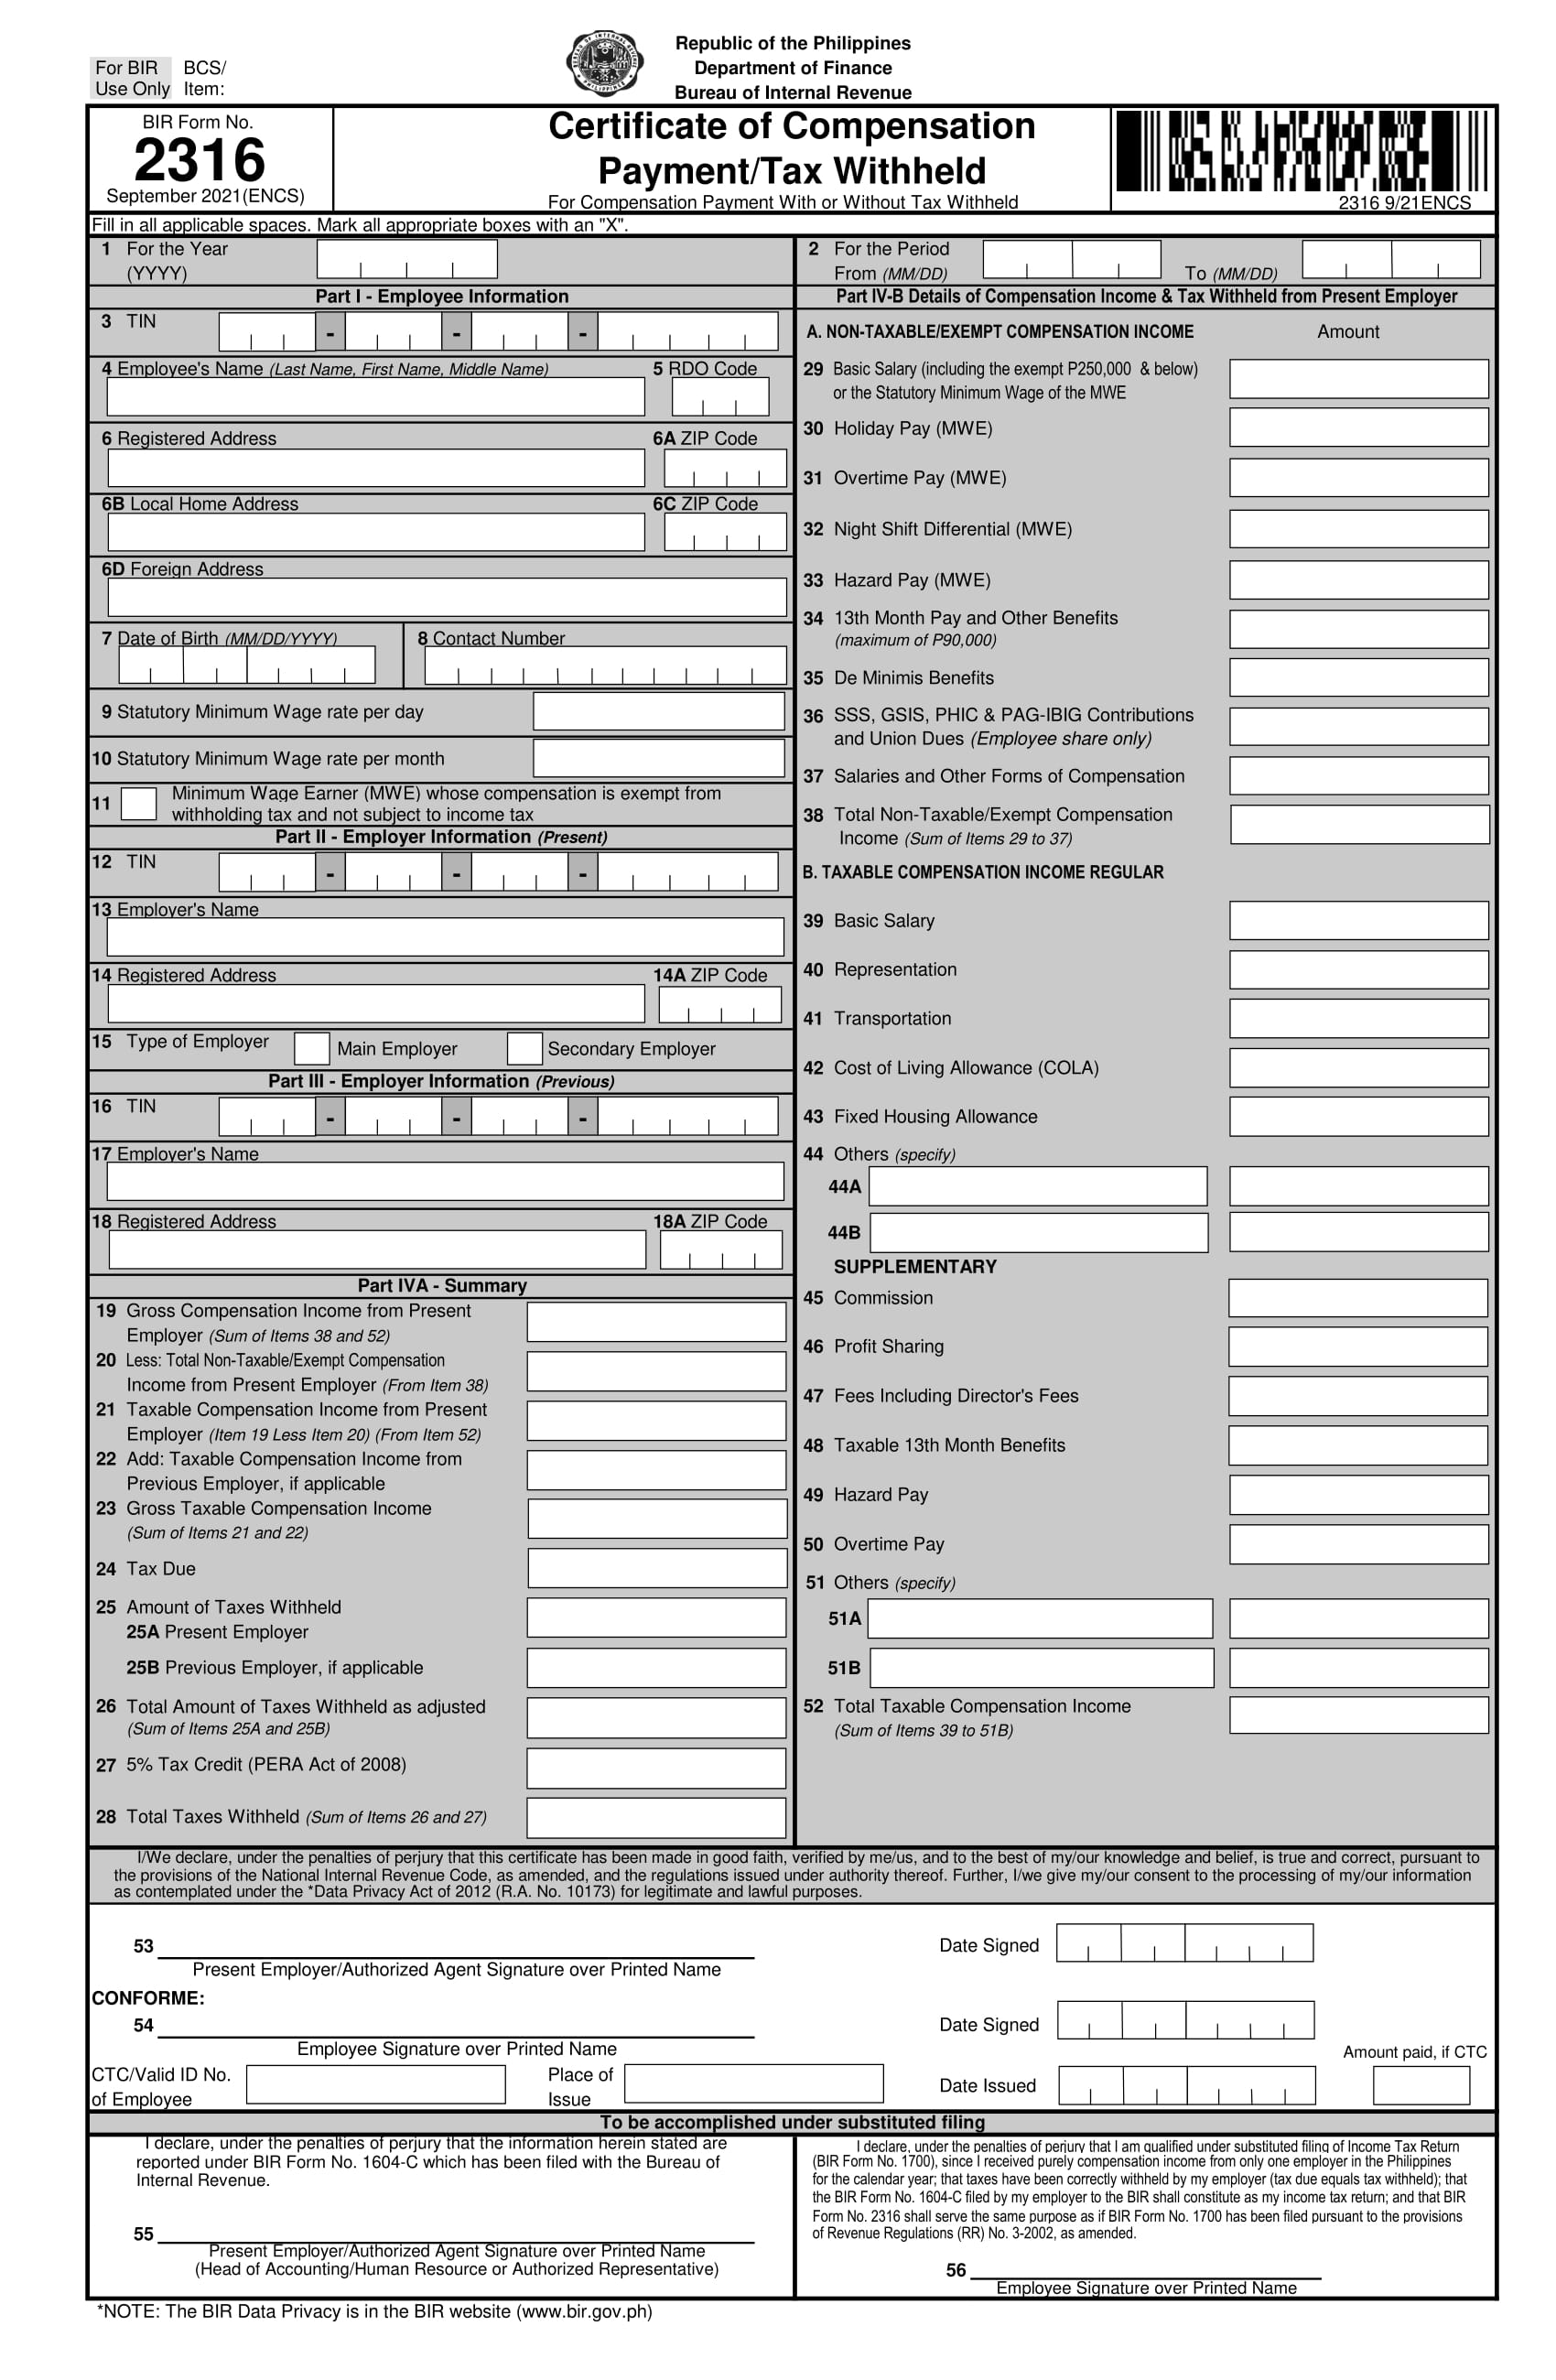 For BIR BCS/
Use Only Item:
Republic of the Philippines
Department of Finance
Bureau of Internal Revenue
BIR Form No.
2316
September 2021(ENCS)
Certificate of Compensation
Payment/Tax Withheld
For Compensation Payment With or Without Tax Withheld
2316 9/21ENCS
Fill in all applicable spaces. Mark all appropriate boxes with an "X".
1 For the Year
(YYYY)
2 For the Period
From (MM/DD) To (MM/DD)
Part I - Employee Information
3 TIN - - -
4 Employee's Name (Last Name, First Name, Middle Name) 5 RDO Code
6 Registered Address 6A ZIP Code
6B Local Home Address 6C ZIP Code
6D Foreign Address
7 Date of Birth (MM/DD/YYYY) 8 Contact Number
9 Statutory Minimum Wage rate per day
10 Statutory Minimum Wage rate per month
11 Minimum Wage Earner (MWE) whose compensation is exempt from
withholding tax and not subject to income tax
Part II - Employer Information (Present)
12 TIN - - -
13 Employer's Name
14 Registered Address 14A ZIP Code
15 Type of Employer Main Employer Secondary Employer
Part III - Employer Information (Previous)
16 TIN - - -
17 Employer's Name
18 Registered Address 18A ZIP Code
Part IVA - Summary
19 Gross Compensation Income from Present
Employer (Sum of Items 38 and 52)
20 Less: Total Non-Taxable/Exempt Compensation
Income from Present Employer (From Item 38)
21 Taxable Compensation Income from Present
Employer (Item 19 Less Item 20) (From Item 52)
22 Add: Taxable Compensation Income from
Previous Employer, if applicable
23 Gross Taxable Compensation Income
(Sum of Items 21 and 22)
24 Tax Due
25 Amount of Taxes Withheld
25A Present Employer
25B Previous Employer, if applicable
26 Total Amount of Taxes Withheld as adjusted
(Sum of Items 25A and 25B)
27 5% Tax Credit (PERA Act of 2008)
28 Total Taxes Withheld (Sum of Items 26 and 27)
Part IV-B Details of Compensation Income & Tax Withheld from Present Employer
A. NON-TAXABLE/EXEMPT COMPENSATION INCOME Amount
29 Basic Salary (including the exempt P250,000 & below)
or the Statutory Minimum Wage of the MWE
30 Holiday Pay (MWE)
31 Overtime Pay (MWE)
32 Night Shift Differential (MWE)
33 Hazard Pay (MWE)
34 13th Month Pay and Other Benefits
(maximum of P90,000)
35 De Minimis Benefits
36 SSS, GSIS, PHIC & PAG-IBIG Contributions
and Union Dues (Employee share only)
37 Salaries and Other Forms of Compensation
38 Total Non-Taxable/Exempt Compensation
Income (Sum of Items 29 to 37)
B. TAXABLE COMPENSATION INCOME REGULAR
39 Basic Salary
40 Representation
41 Transportation
42 Cost of Living Allowance (COLA)
43 Fixed Housing Allowance
44 Others (specify)
44A
44B
SUPPLEMENTARY
45 Commission
46 Profit Sharing
47 Fees Including Director's Fees
48 Taxable 13th Month Benefits
49 Hazard Pay
50 Overtime Pay
51 Others (specify)
51A
51B
52 Total Taxable Compensation Income
(Sum of Items 39 to 51B)
I/We declare, under the penalties of perjury that this certificate has been made in good faith, verified by me/us, and to the best of my/our knowledge and belief, is true and correct, pursuant to
the provisions of the National Internal Revenue Code, as amended, and the regulations issued under authority thereof. Further, I/we give my/our consent to the processing of my/our information
as contemplated under the *Data Privacy Act of 2012 (R.A. No. 10173) for legitimate and lawful purposes.
53 Date Signed
Present Employer/Authorized Agent Signature over Printed Name
CONFORME:
54 Date Signed
Employee Signature over Printed Name
Amount paid, if CTC
CTC/Valid ID No.
of Employee
Place of
Issue
Date Issued
To be accomplished under substituted filing
I declare, under the penalties of perjury that the information herein stated are
reported under BIR Form No. 1604-C which has been filed with the Bureau of
Internal Revenue.
55
Present Employer/Authorized Agent Signature over Printed Name
(Head of Accounting/Human Resource or Authorized Representative)
I declare, under the penalties of perjury that I am qualified under substituted filing of Income Tax Return
(BIR Form No. 1700), since I received purely compensation income from only one employer in the Philippines
for the calendar year; that taxes have been correctly withheld by my employer (tax due equals tax withheld); that
the BIR Form No. 1604-C filed by my employer to the BIR shall constitute as my income tax return; and that BIR
Form No. 2316 shall serve the same purpose as if BIR Form No. 1700 has been filed pursuant to the provisions
of Revenue Regulations (RR) No. 3-2002, as amended.
56
Employee Signature over Printed Name
*NOTE: The BIR Data Privacy is in the BIR website (www.bir.gov.ph)